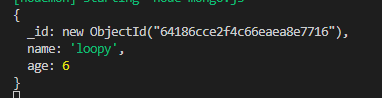 [nodemon] starting `node mongo.js`
{
  _id: new ObjectId("64186cce2f4c66eaea8e7716"),
  name: 'loopy',
  age: 6
}